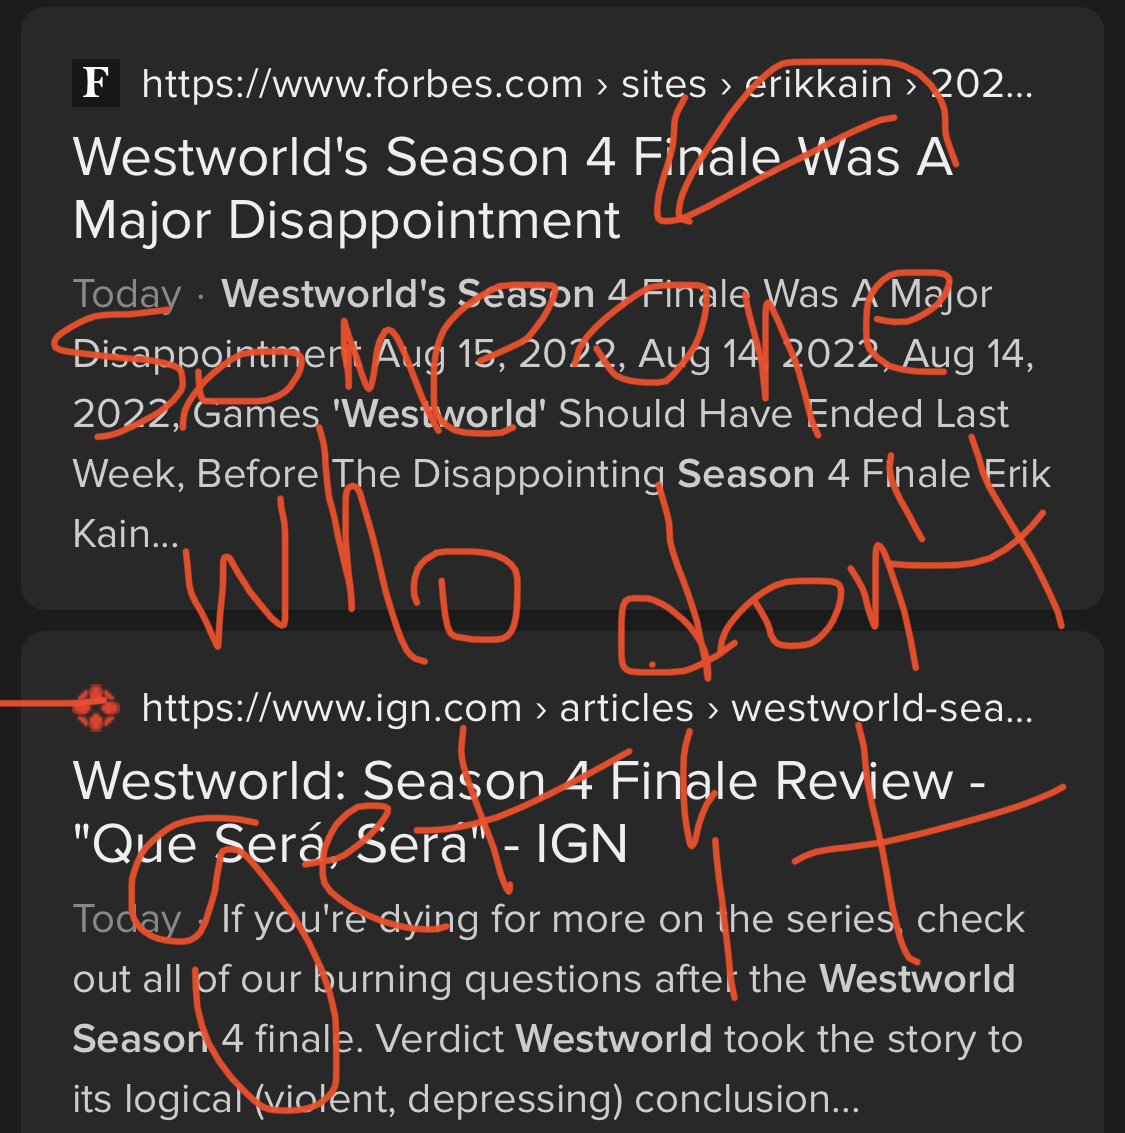 F https://www.forbes.com › sites › erikkain › 202...
Westworld's Season 4 Finale Was A
Major Disappointment
Today · Westworld's Season 4 Finale Was A Major
Disappointment Aug 15, 2022, Aug 14, 2022, Aug 14,
2022, Games 'Westworld' Should Have Ended Last
Week, Before The Disappointing Season 4 Finale Erik
Kain...
someone
who don't
get it
https://www.ign.com › articles › westworld-sea...
Westworld: Season 4 Finale Review -
"Que Será, Será" - IGN
Today · If you're dying for more on the series, check
out all of our burning questions after the Westworld
Season 4 finale. Verdict Westworld took the story to
its logical (violent, depressing) conclusion...